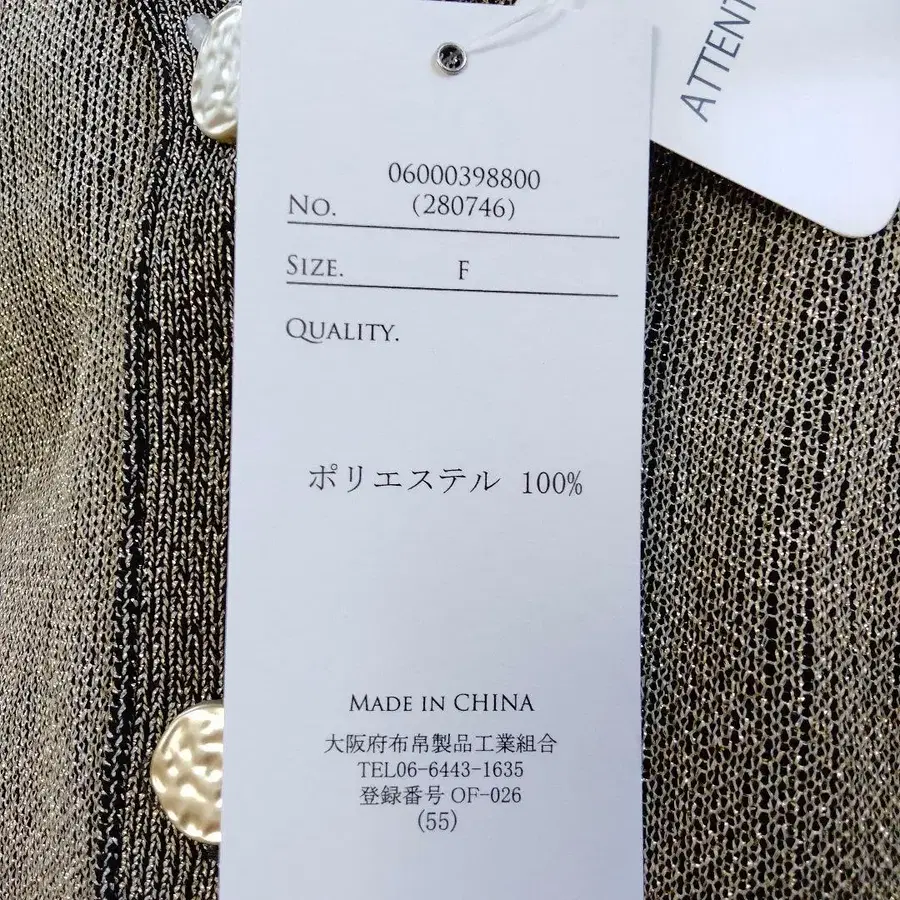 ATTENT
06000398800
No. (280746)
SIZE. F
QUALITY.
ポリエステル 100%
MADE IN CHINA
大阪府布帛製品工業組合
TEL06-6443-1635
登録番号 OF-026
(55)